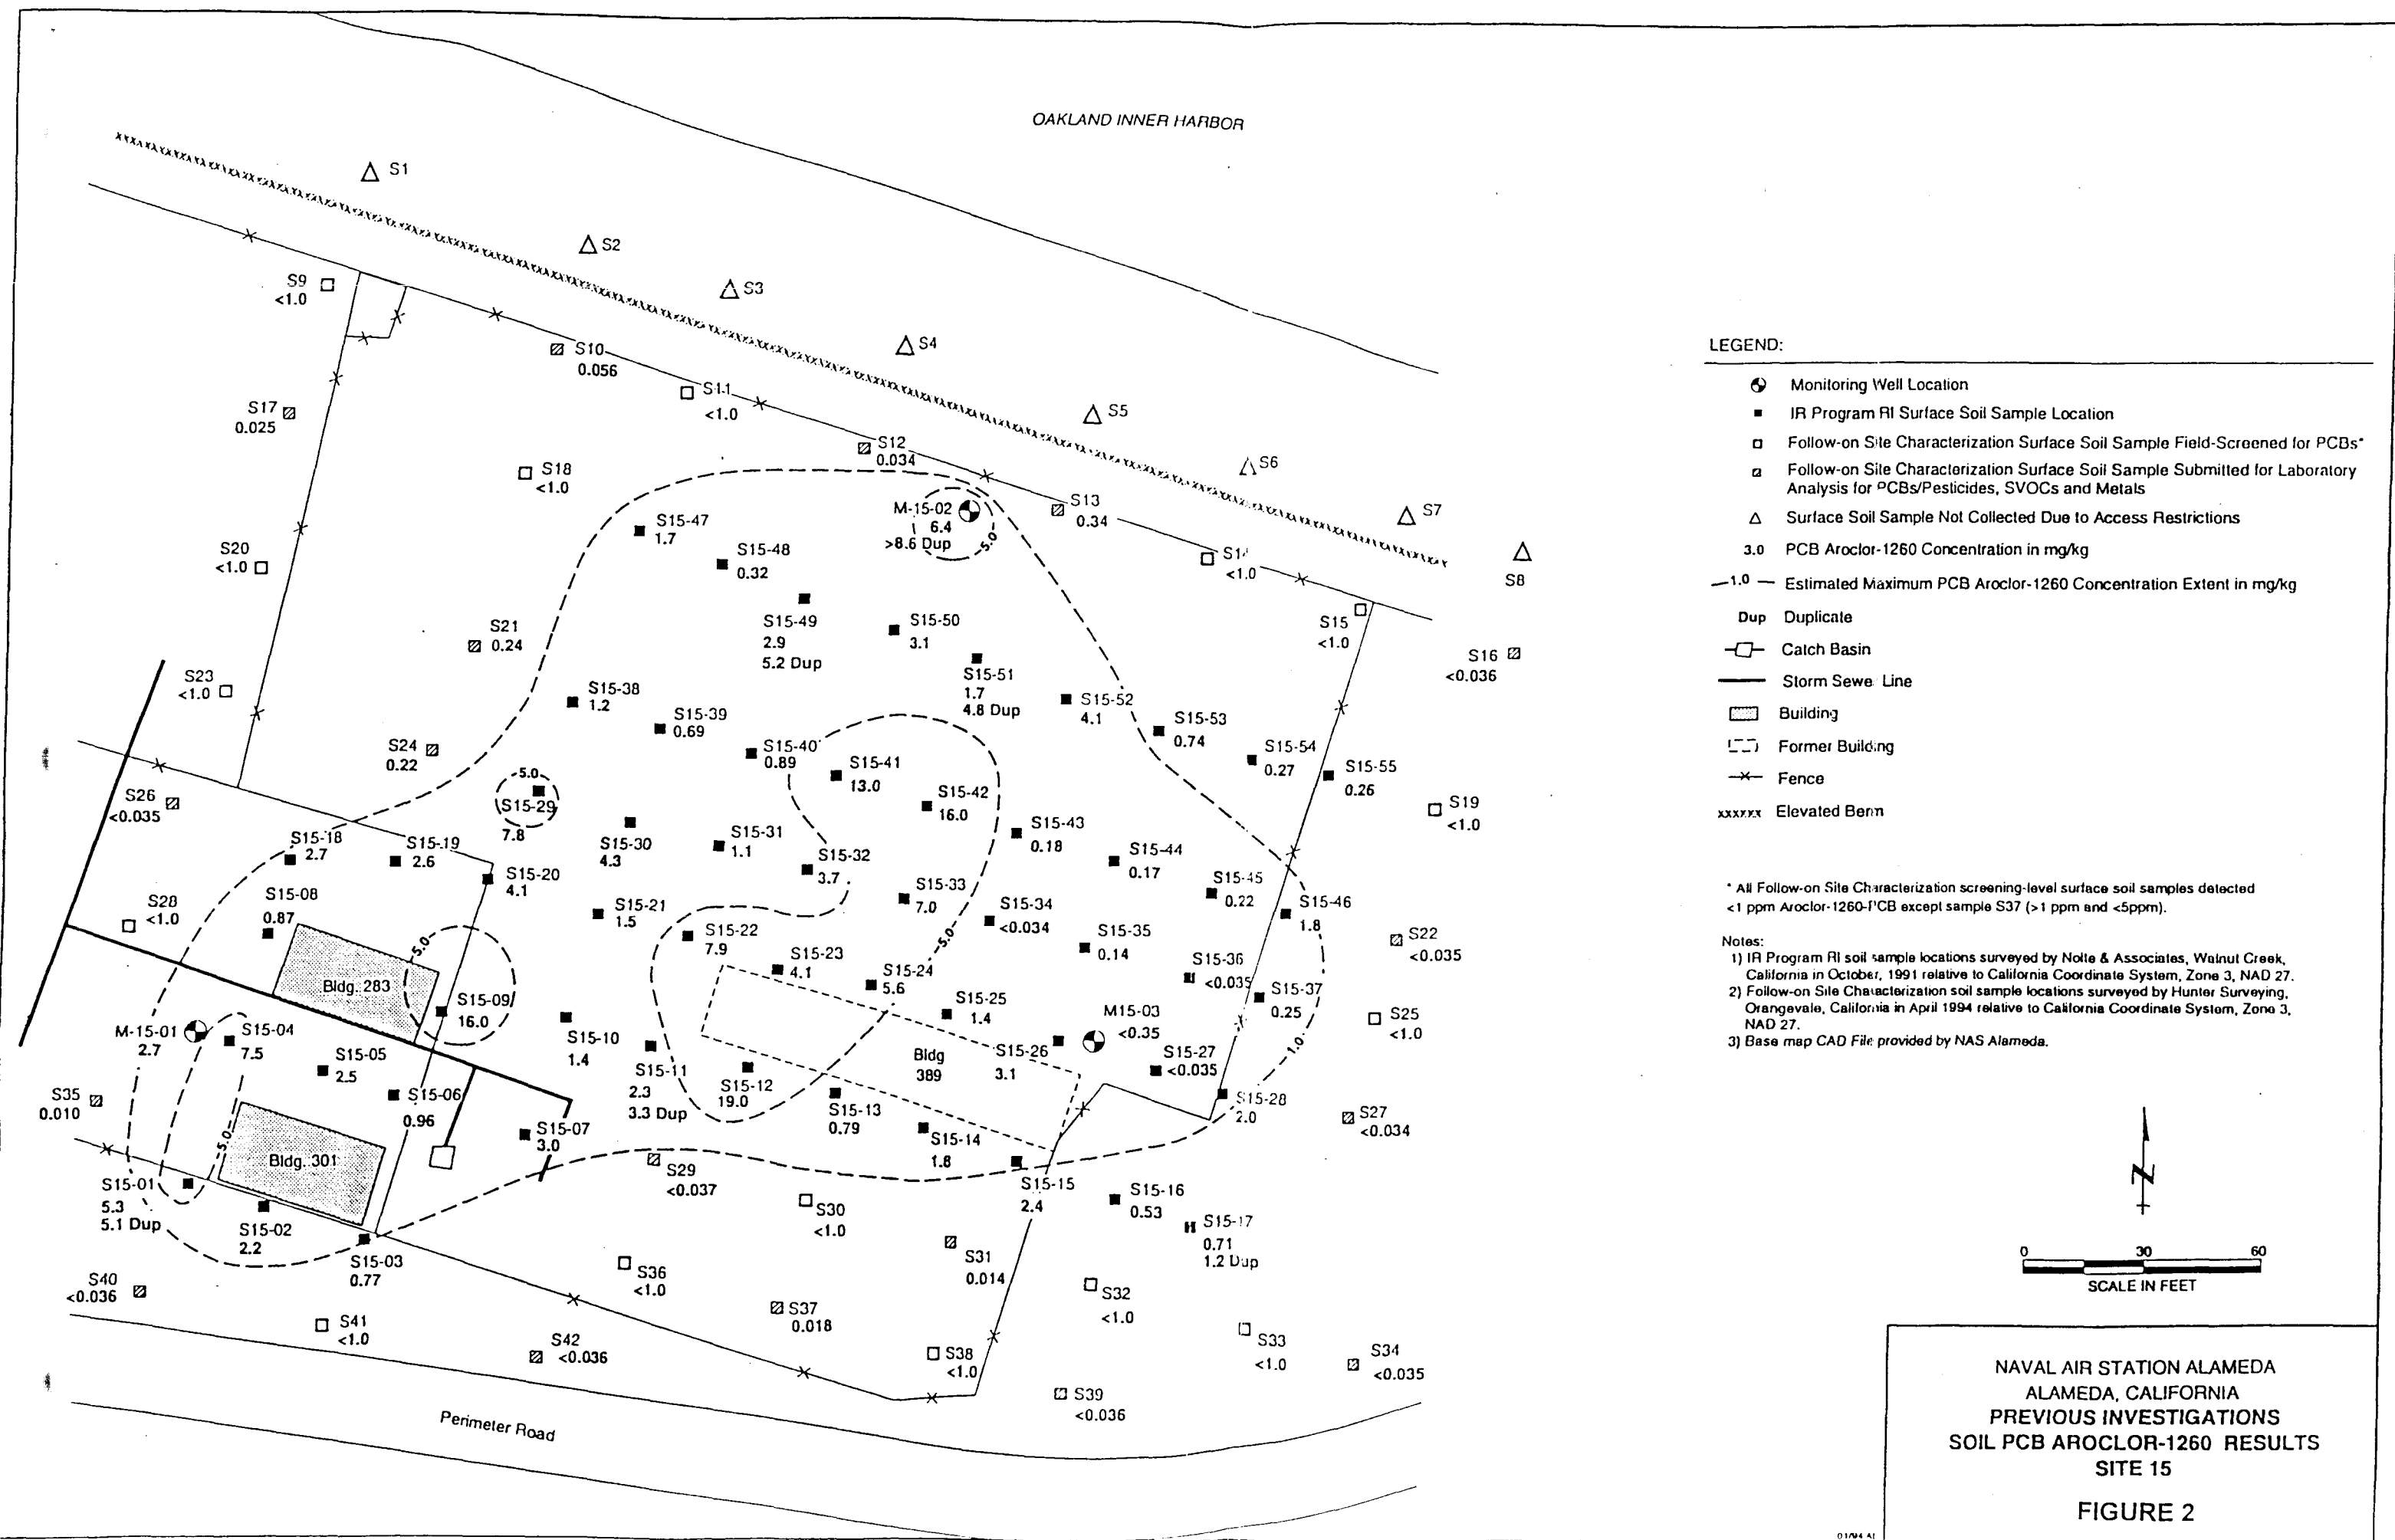 OAKLAND INNER HARBOR
S1
S2
S3
S4
S5
S6
S7
S8
S9
<1.0
S10
0.056
S11
<1.0
S12
0.034
S13
0.34
S14
<1.0
S15
<1.0
S16
<0.036
S17
0.025
S18
<1.0
M-15-02
6.4
>8.6 Dup
5.0
S15-47
1.7
S15-48
0.32
S15-49
2.9
5.2 Dup
S15-50
3.1
S15-51
1.7
4.8 Dup
S15-52
4.1
S15-53
0.74
S15-54
0.27
S15-55
0.26
S19
<1.0
S20
<1.0
S21
0.24
S23
<1.0
S24
0.22
S26
<0.035
S15-38
1.2
S15-39
0.69
S15-40
0.89
S15-41
13.0
S15-42
16.0
S15-43
0.18
S15-44
0.17
S15-45
0.22
S15-46
1.8
S22
<0.035
5.0
S15-29
7.8
S15-30
4.3
S15-31
1.1
S15-32
3.7
S15-33
7.0
S15-34
<0.034
S15-35
0.14
S15-36
<0.035
S15-37
0.25
S25
<1.0
S15-18
2.7
S15-19
2.6
S15-20
4.1
S15-21
1.5
S15-22
7.9
S15-23
4.1
S15-24
5.6
5.0
S15-25
1.4
S15-26
3.1
M15-03
<0.35
S15-27
<0.035
S15-28
2.0
1.0
S27
<0.034
S28
<1.0
S15-08
0.87
Bldg. 283
5.0
S15-09
16.0
S15-10
1.4
S15-11
2.3
3.3 Dup
S15-12
19.0
S15-13
0.79
Bldg
389
S15-14
1.8
S15-15
2.4
S15-16
0.53
S15-17
0.71
1.2 Dup
M-15-01
2.7
S15-04
7.5
S15-05
2.5
S15-06
0.96
S15-07
3.0
S35
0.010
5.0
Bldg. 301
S15-01
5.3
5.1 Dup
S15-02
2.2
S15-03
0.77
S29
<0.037
S30
<1.0
S31
0.014
S32
<1.0
S33
<1.0
S34
<0.035
S36
<1.0
S37
0.018
S38
<1.0
S39
<0.036
S40
<0.036
S41
<1.0
S42
<0.036
Perimeter Road
LEGEND:
Monitoring Well Location
IR Program RI Surface Soil Sample Location
Follow-on Site Characterization Surface Soil Sample Field-Screened for PCBs*
Follow-on Site Characterization Surface Soil Sample Submitted for Laboratory
Analysis for PCBs/Pesticides, SVOCs and Metals
Surface Soil Sample Not Collected Due to Access Restrictions
3.0 PCB Aroclor-1260 Concentration in mg/kg
1.0 Estimated Maximum PCB Aroclor-1260 Concentration Extent in mg/kg
Dup Duplicate
Catch Basin
Storm Sewe Line
Building
Former Building
Fence
xxxxxx Elevated Berm
* All Follow-on Site Characterization screening-level surface soil samples detected
<1 ppm Aroclor-1260-PCB except sample S37 (>1 ppm and <5ppm).
Notes:
1) IR Program RI soil sample locations surveyed by Nolte & Associates, Walnut Creek,
California in October, 1991 relative to California Coordinate System, Zone 3, NAD 27.
2) Follow-on Site Characterization soil sample locations surveyed by Hunter Surveying,
Orangevale, California in April 1994 relative to California Coordinate System, Zone 3,
NAD 27.
3) Base map CAD File provided by NAS Alameda.
N
0 30 60
SCALE IN FEET
NAVAL AIR STATION ALAMEDA
ALAMEDA, CALIFORNIA
PREVIOUS INVESTIGATIONS
SOIL PCB AROCLOR-1260 RESULTS
SITE 15
FIGURE 2